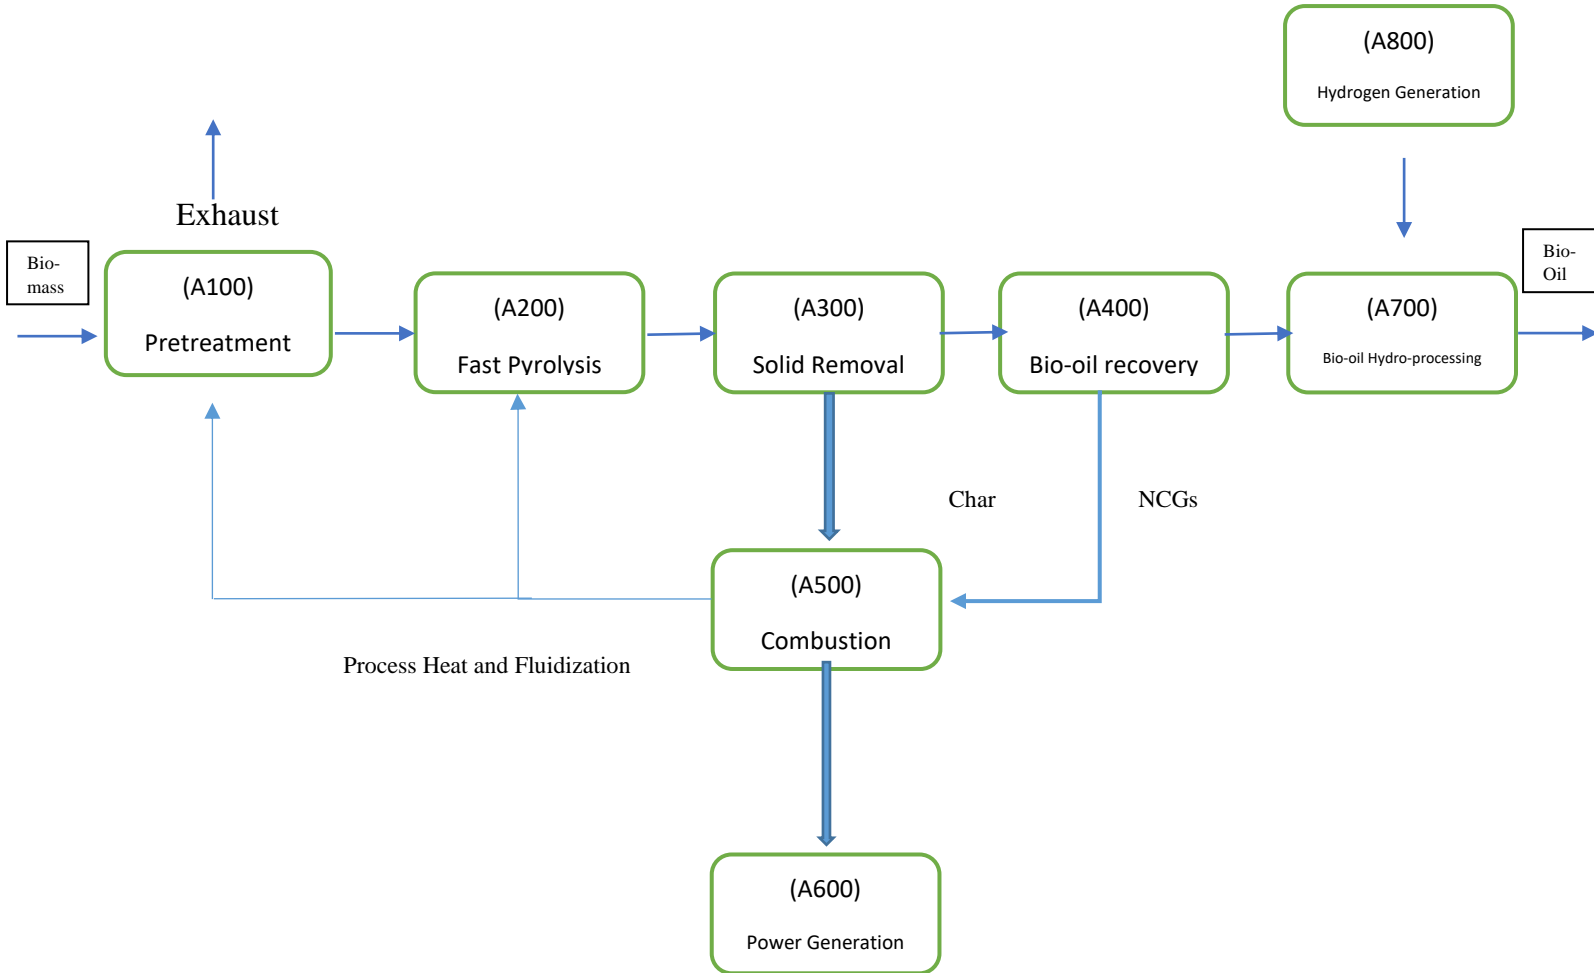 (A800)
Hydrogen Generation
Exhaust
Bio-
mass
(A100)
Pretreatment
(A200)
Fast Pyrolysis
(A300)
Solid Removal
(A400)
Bio-oil recovery
(A700)
Bio-oil Hydro-processing
Bio-
Oil
Char
NCGs
(A500)
Combustion
Process Heat and Fluidization
(A600)
Power Generation